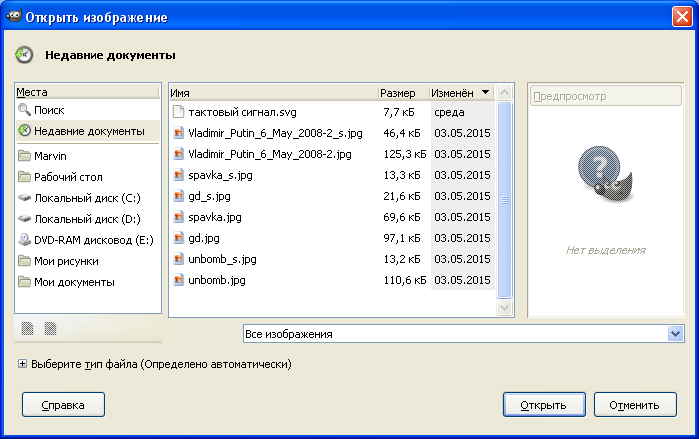 Открыть изображение
Недавние документы
Места
Поиск
Недавние документы
Marvin
Рабочий стол
Локальный диск (C:)
Локальный диск (D:)
DVD-RAM дисковод (E:)
Мои рисунки
Мои документы
Имя Размер Изменён
тактовый сигнал.svg 7,7 кБ среда
Vladimir_Putin_6_May_2008-2_s.jpg 46,4 кБ 03.05.2015
Vladimir_Putin_6_May_2008-2.jpg 125,3 кБ 03.05.2015
spavka_s.jpg 13,3 кБ 03.05.2015
gd_s.jpg 21,6 кБ 03.05.2015
spavka.jpg 69,6 кБ 03.05.2015
gd.jpg 97,1 кБ 03.05.2015
unbomb_s.jpg 13,2 кБ 03.05.2015
unbomb.jpg 110,6 кБ 03.05.2015
Предпросмотр
?
Нет выделения
Все изображения
Выберите тип файла (Определено автоматически)
Справка Открыть Отменить